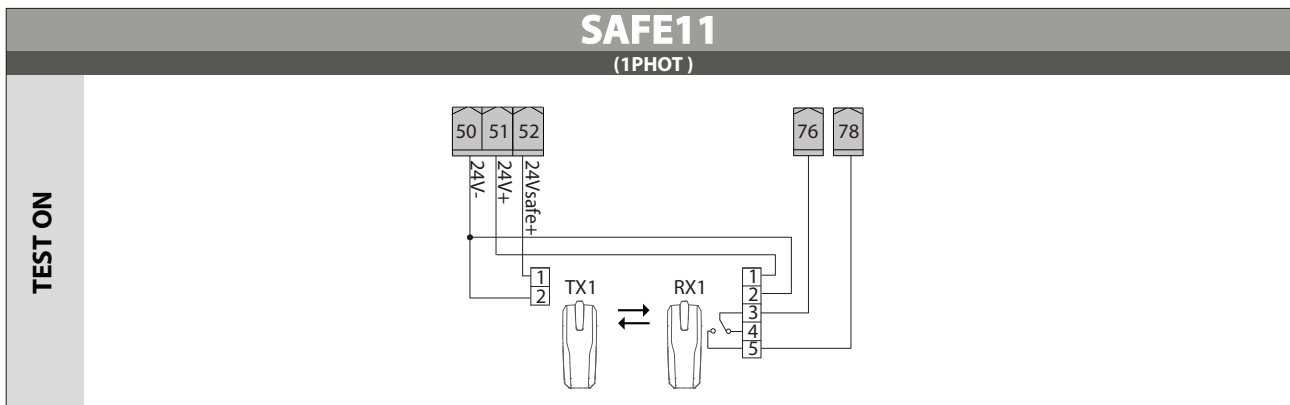 SAFE11
(1PHOT )
TEST ON
50 51 52 76 78
24V-
24V+
24Vsafe+
1
2
TX1
RX1
1
2
3
4
5